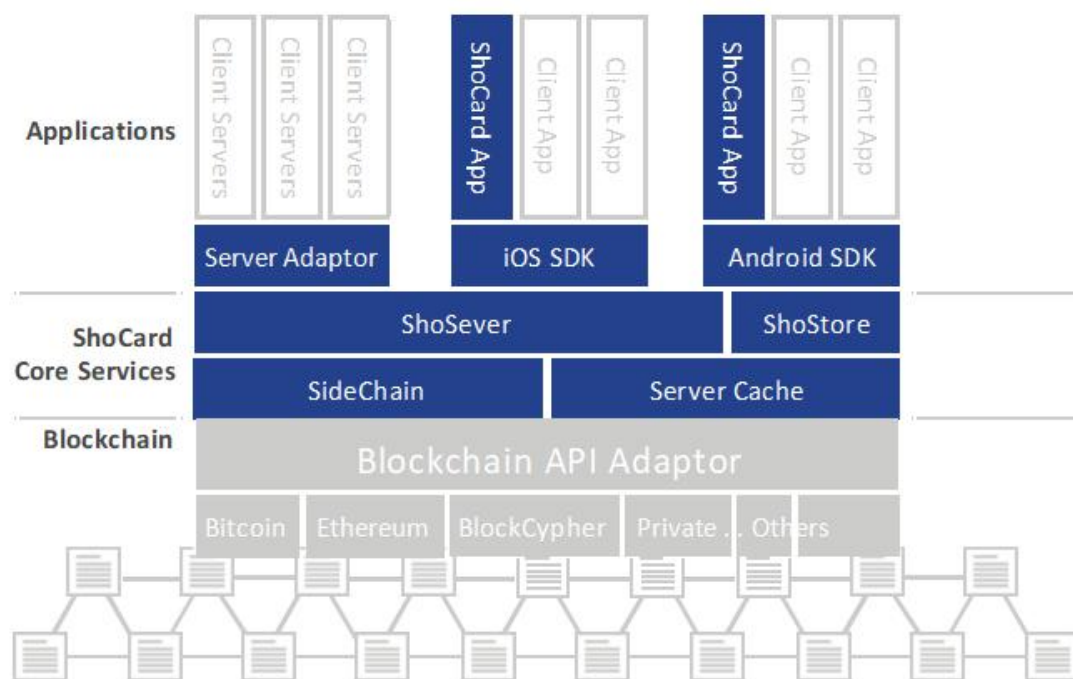 Applications
Client Servers
Client Servers
Client Servers
ShoCard App
Client App
Client App
ShoCard App
Client App
Client App
Server Adaptor
iOS SDK
Android SDK
ShoCard
Core Services
ShoSever
ShoStore
SideChain
Server Cache
Blockchain
Blockchain API Adaptor
Bitcoin
Ethereum
BlockCypher
Private ...
Others